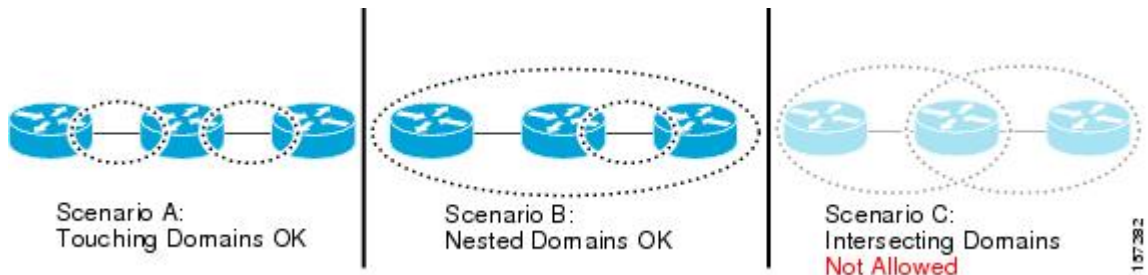 Scenario A:
Touching Domains OK
Scenario B:
Nested Domains OK
Scenario C:
Intersecting Domains
Not Allowed
157382